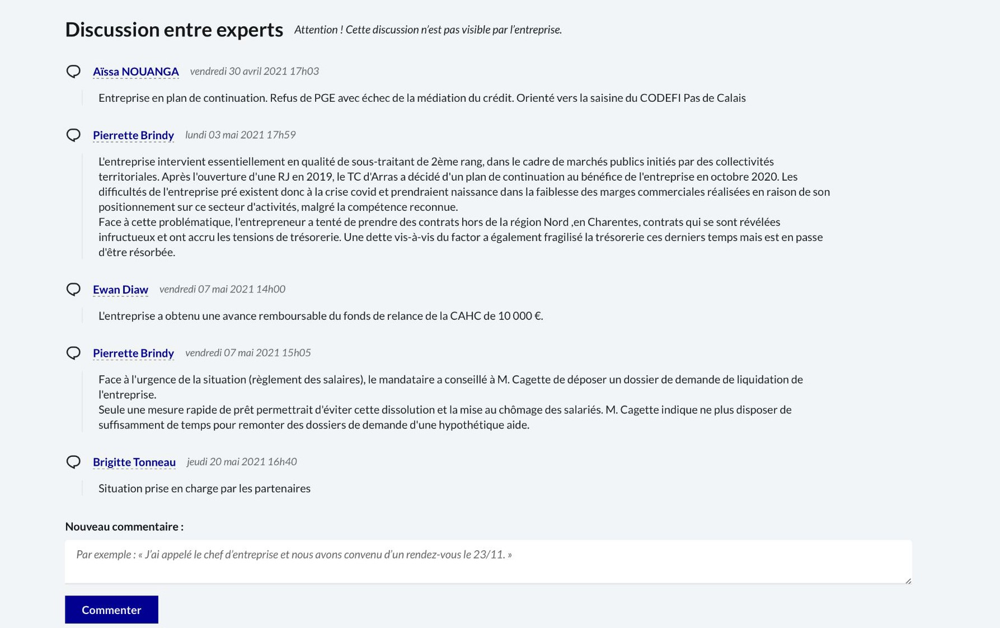 Discussion entre experts Attention ! Cette discussion n'est pas visible par l'entreprise.
Aïssa NOUANGA vendredi 30 avril 2021 17h03
Entreprise en plan de continuation. Refus de PGE avec échec de la médiation du crédit. Orienté vers la saisine du CODEFI Pas de Calais
Pierrette Brindy lundi 03 mai 2021 17h59
L'entreprise intervient essentiellement en qualité de sous-traitant de 2ème rang, dans le cadre de marchés publics initiés par des collectivités
territoriales. Après l'ouverture d'une RJ en 2019, le TC d'Arras a décidé d'un plan de continuation au bénéfice de l'entreprise en octobre 2020. Les
difficultés de l'entreprise pré existent donc à la crise covid et prendraient naissance dans la faiblesse des marges commerciales réalisées en raison de son
positionnement sur ce secteur d'activités, malgré la compétence reconnue.
Face à cette problématique, l'entrepreneur a tenté de prendre des contrats hors de la région Nord ,en Charentes, contrats qui se sont révélées
infructueux et ont accru les tensions de trésorerie. Une dette vis-à-vis du factor a également fragilisé la trésorerie ces derniers temps mais est en passe
d'être résorbée.
Ewan Diaw vendredi 07 mai 2021 14h00
L'entreprise a obtenu une avance remboursable du fonds de relance de la CAHC de 10 000 €.
Pierrette Brindy vendredi 07 mai 2021 15h05
Face à l'urgence de la situation (règlement des salaires), le mandataire a conseillé à M. Cagette de déposer un dossier de demande de liquidation de
l'entreprise.
Seule une mesure rapide de prêt permettrait d'éviter cette dissolution et la mise au chômage des salariés. M. Cagette indique ne plus disposer de
suffisamment de temps pour remonter des dossiers de demande d'une hypothétique aide.
Brigitte Tonneau jeudi 20 mai 2021 16h40
Situation prise en charge par les partenaires
Nouveau commentaire :
Par exemple : « J'ai appelé le chef d'entreprise et nous avons convenu d'un rendez-vous le 23/11. »
Commenter